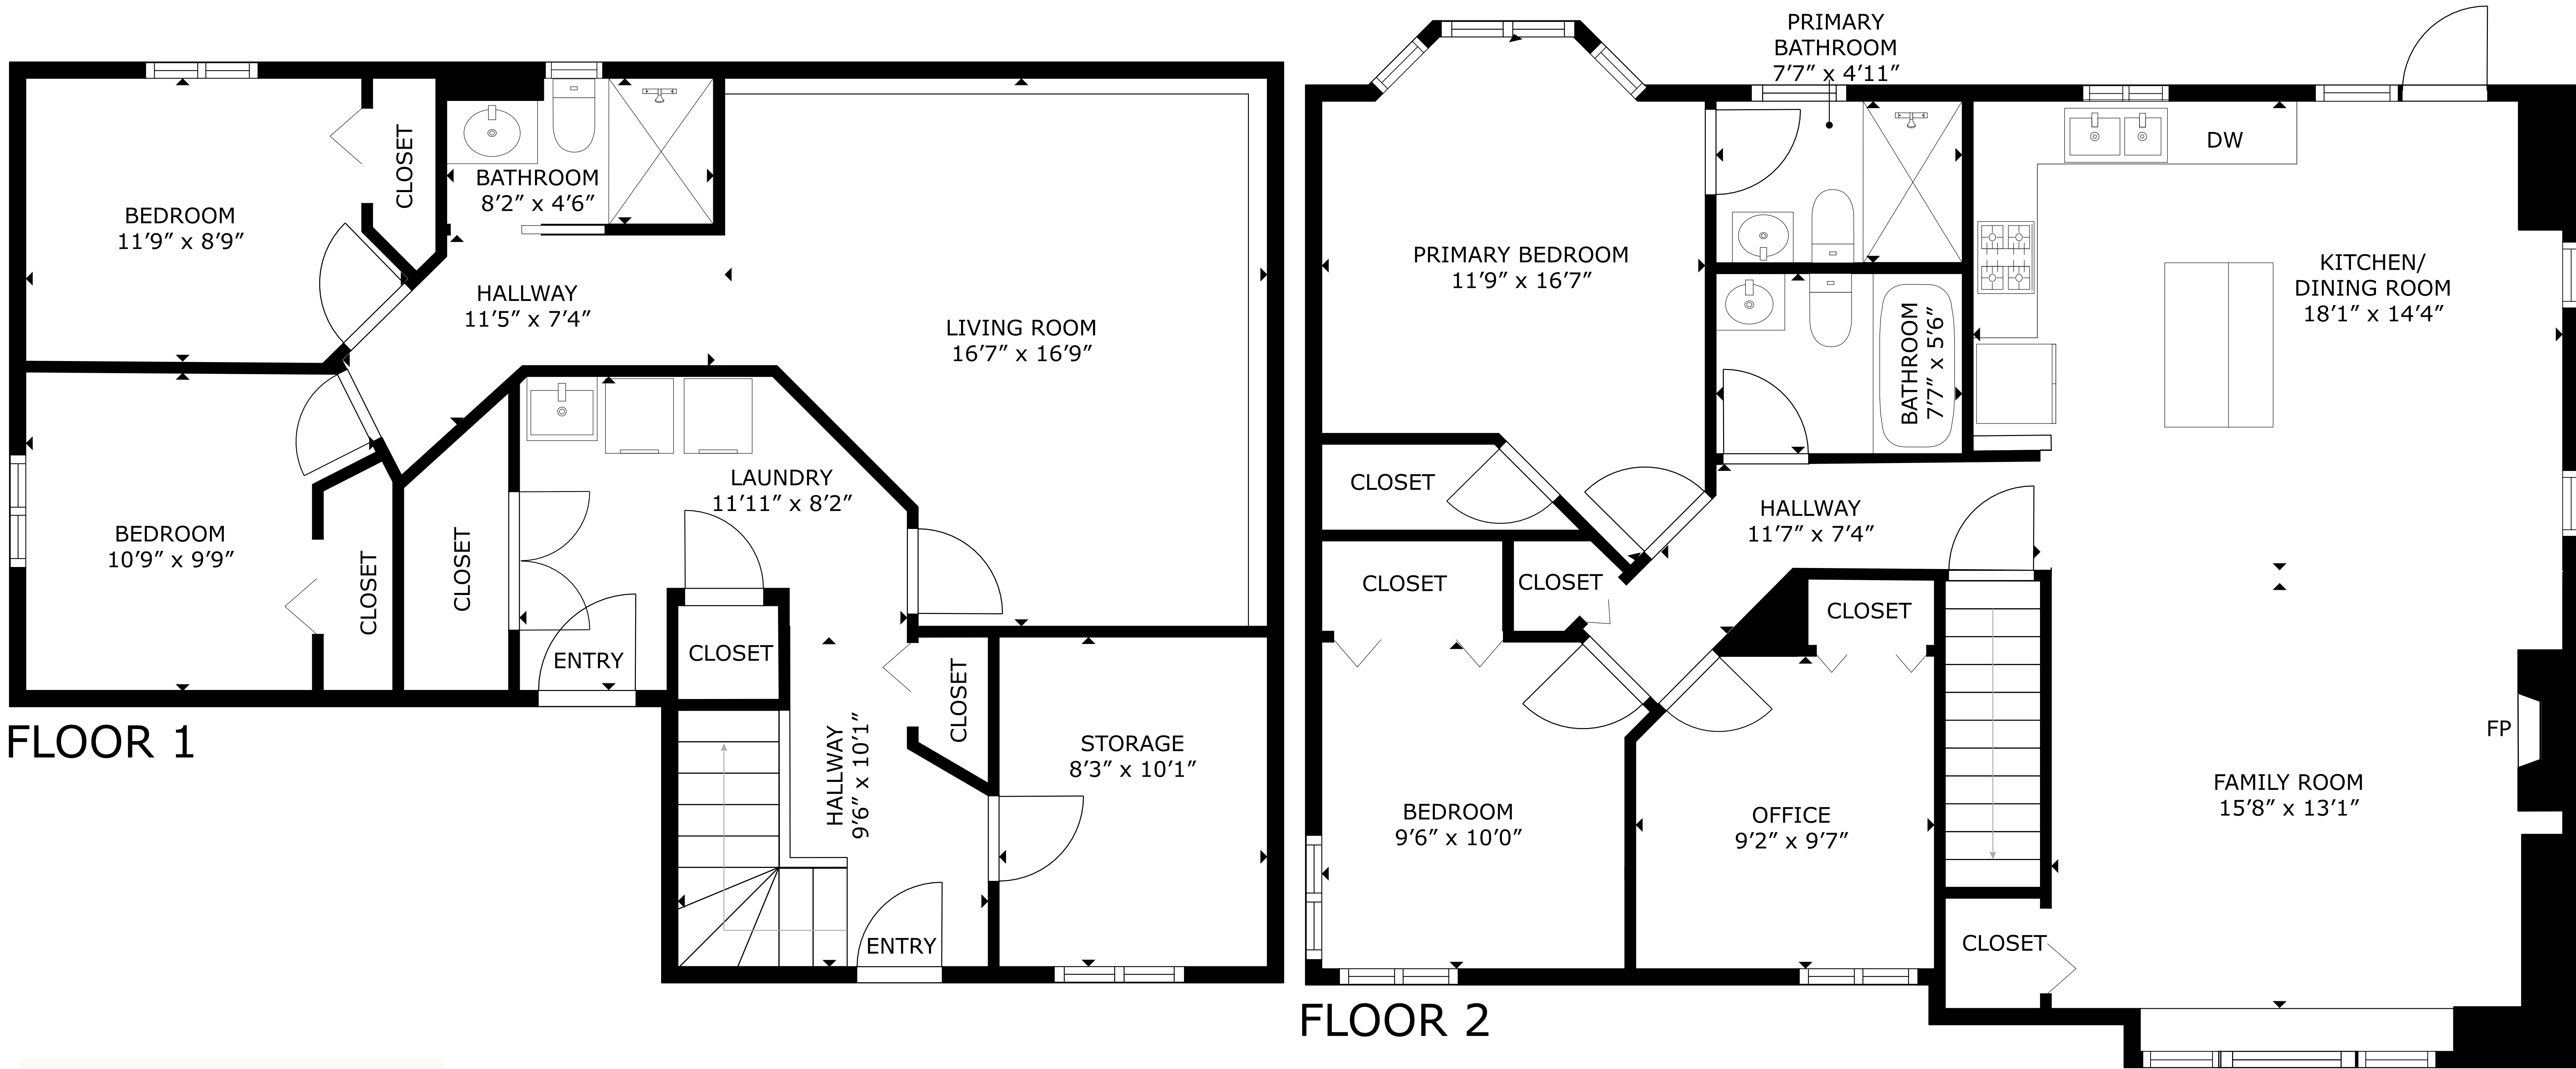 BEDROOM
11'9" x 8'9"
CLOSET
BATHROOM
8'2" x 4'6"
HALLWAY
11'5" x 7'4"
LIVING ROOM
16'7" x 16'9"
BEDROOM
10'9" x 9'9"
CLOSET
CLOSET
LAUNDRY
11'11" x 8'2"
ENTRY
CLOSET
CLOSET
HALLWAY
9'6" x 10'1"
STORAGE
8'3" x 10'1"
ENTRY
FLOOR 1
PRIMARY
BATHROOM
7'7" x 4'11"
DW
PRIMARY BEDROOM
11'9" x 16'7"
KITCHEN/
DINING ROOM
18'1" x 14'4"
BATHROOM
7'7" x 5'6"
CLOSET
HALLWAY
11'7" x 7'4"
CLOSET
CLOSET
CLOSET
FP
FAMILY ROOM
15'8" x 13'1"
BEDROOM
9'6" x 10'0"
OFFICE
9'2" x 9'7"
CLOSET
FLOOR 2